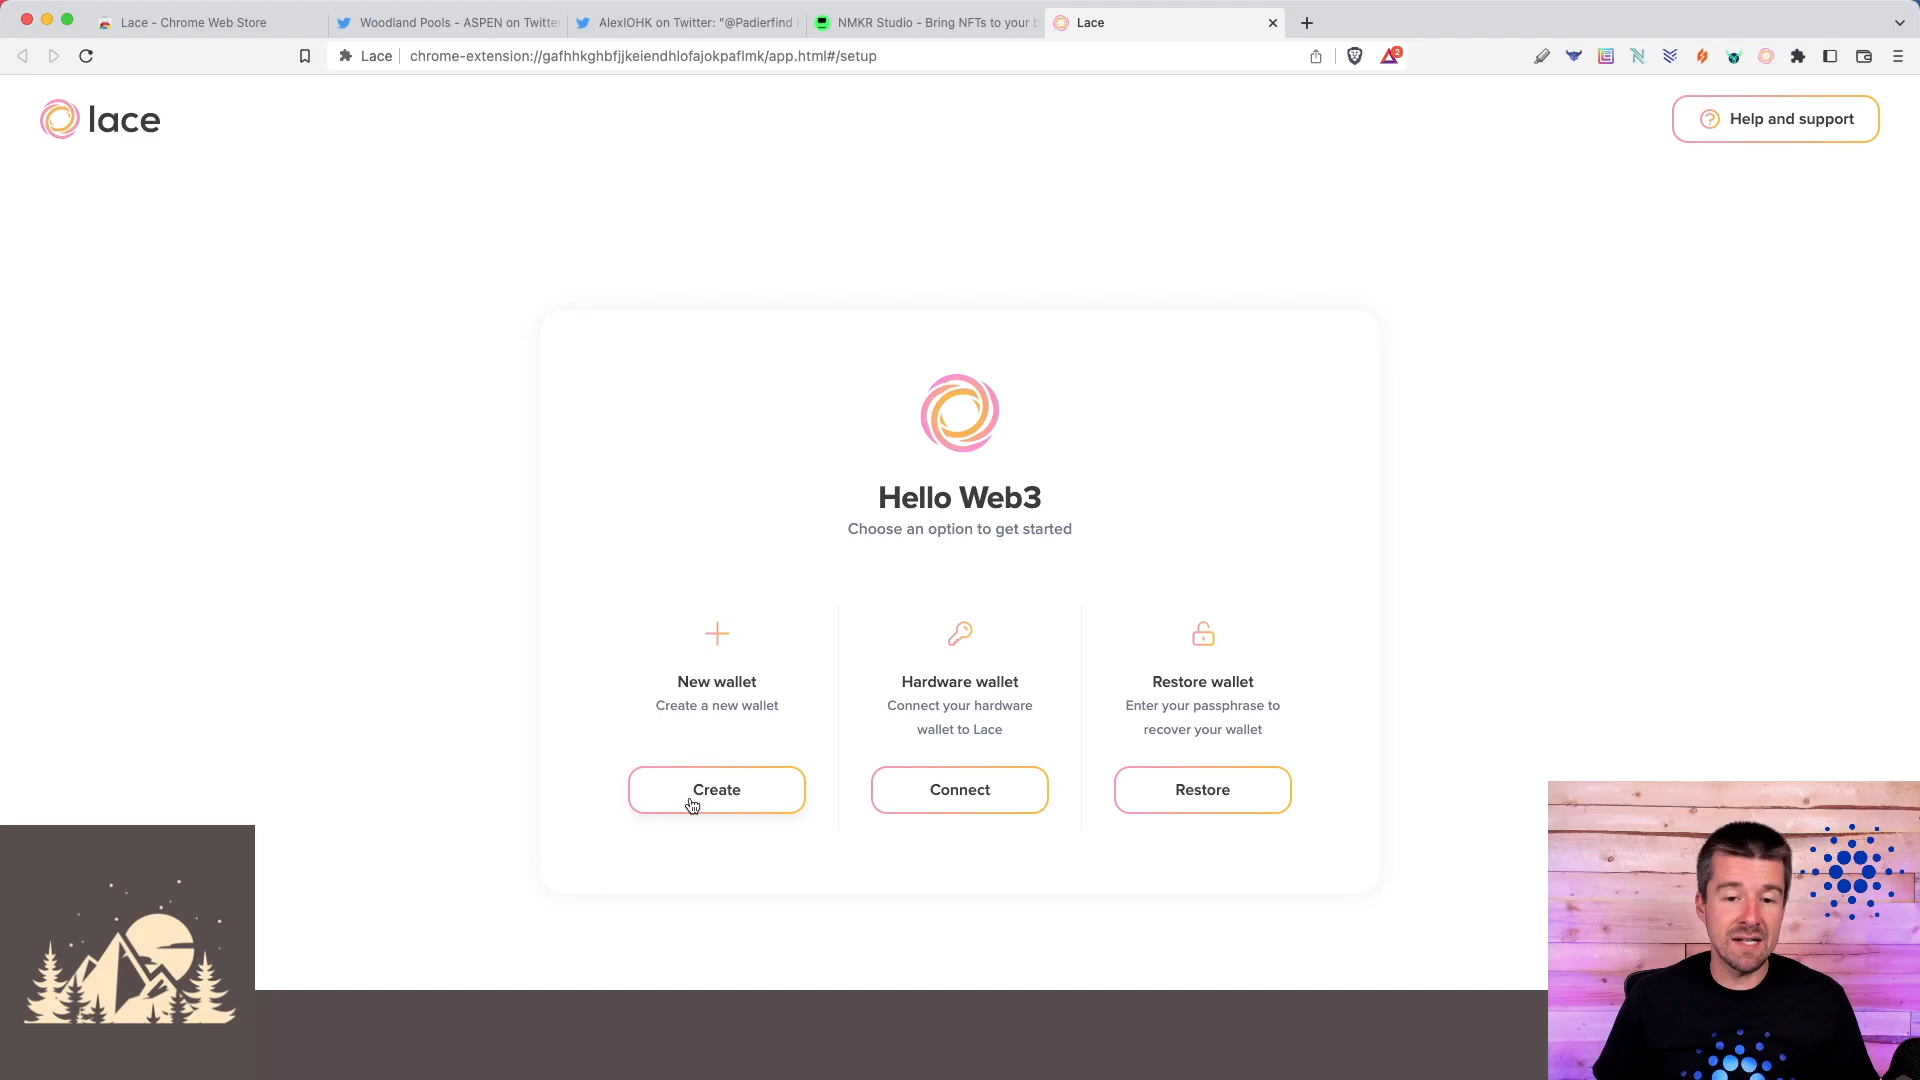 Lace - Chrome Web Store
Woodland Pools - ASPEN on Twitter
AlexIOHK on Twitter: "@Padierfind
NMKR Studio - Bring NFTs to your b
Lace
Lace
chrome-extension://gafhhkghbfjjkeiendhlofajokpaflmk/app.html#/setup
2
lace
Help and support
Hello Web3
Choose an option to get started
New wallet
Create a new wallet
Create
Hardware wallet
Connect your hardware
wallet to Lace
Connect
Restore wallet
Enter your passphrase to
recover your wallet
Restore